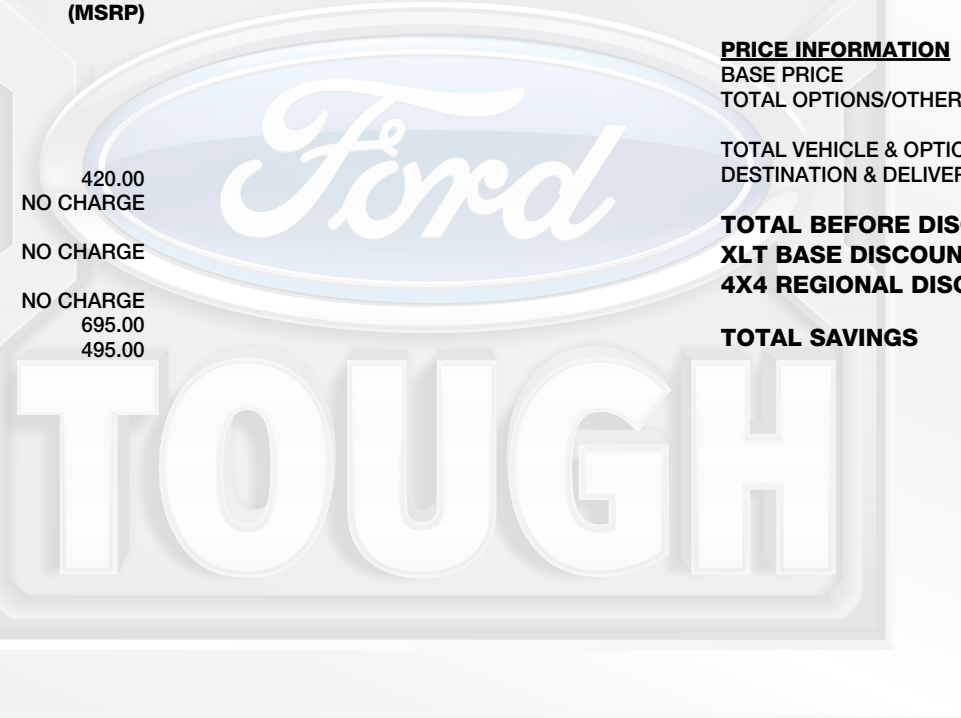 (MSRP)
420.00
NO CHARGE
NO CHARGE
NO CHARGE
695.00
495.00
PRICE INFORMATION
BASE PRICE
TOTAL OPTIONS/OTHER
TOTAL VEHICLE & OPTIO
DESTINATION & DELIVER
TOTAL BEFORE DISC
XLT BASE DISCOUN
4X4 REGIONAL DISC
TOTAL SAVINGS
Ford
TOUGH